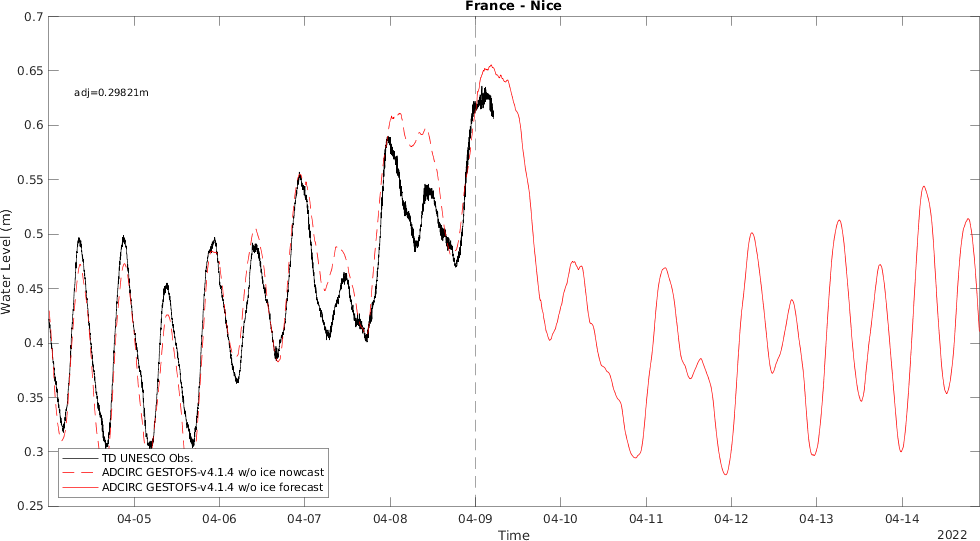 France - Nice
0.7
0.65
adj=0.29821m
0.6
0.55
0.5
0.45
0.4
0.35
0.3
0.25
Water Level (m)
TD UNESCO Obs.
ADCIRC GESTOFS-v4.1.4 w/o ice nowcast
ADCIRC GESTOFS-v4.1.4 w/o ice forecast
04-05 04-06 04-07 04-08 04-09 04-10 04-11 04-12 04-13 04-14
Time
2022